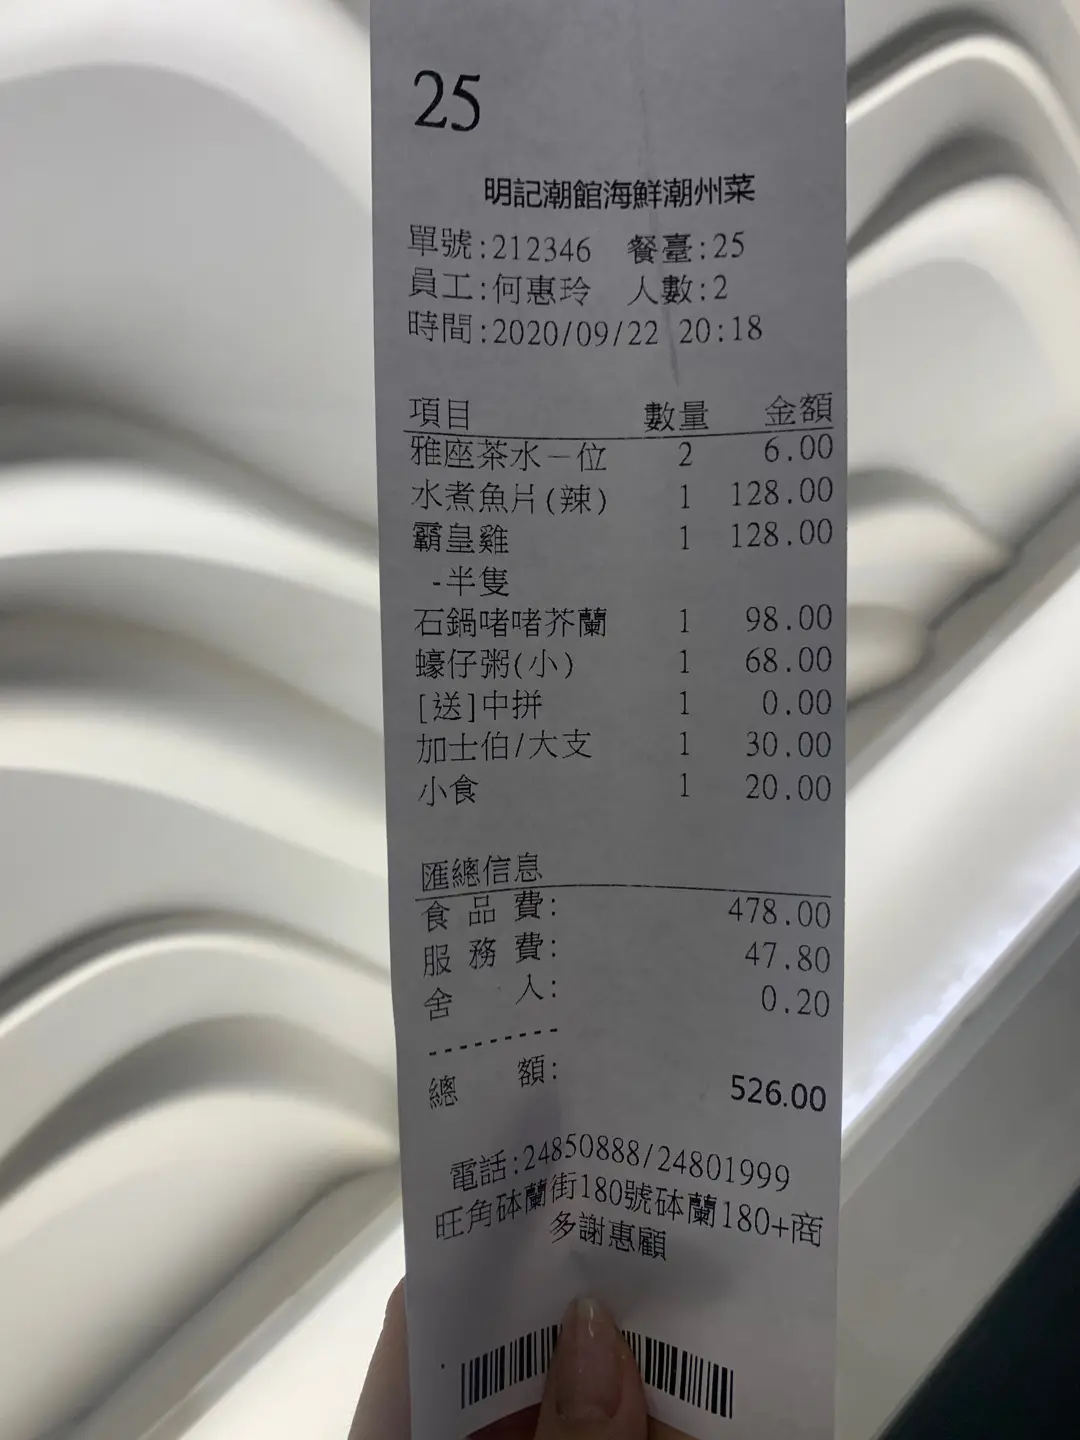 25
明記潮館海鮮潮州菜
單號:212346 餐臺:25
員工:何惠玲 人數:2
時間:2020/09/22 20:18
項目 數量 金額
雅座茶水一位 2 6.00
水煮魚片(辣) 1 128.00
霸皇雞 1 128.00
-半隻
石鍋啫啫芥蘭 1 98.00
蠔仔粥(小) 1 68.00
[送]中拼 1 0.00
加士伯/大支 1 30.00
小食 1 20.00
匯總信息
食品費: 478.00
服務費: 47.80
舍入: 0.20
---------
總額: 526.00
電話:24850888/24801999
旺角砵蘭街180號砵蘭180+商
多謝惠顧